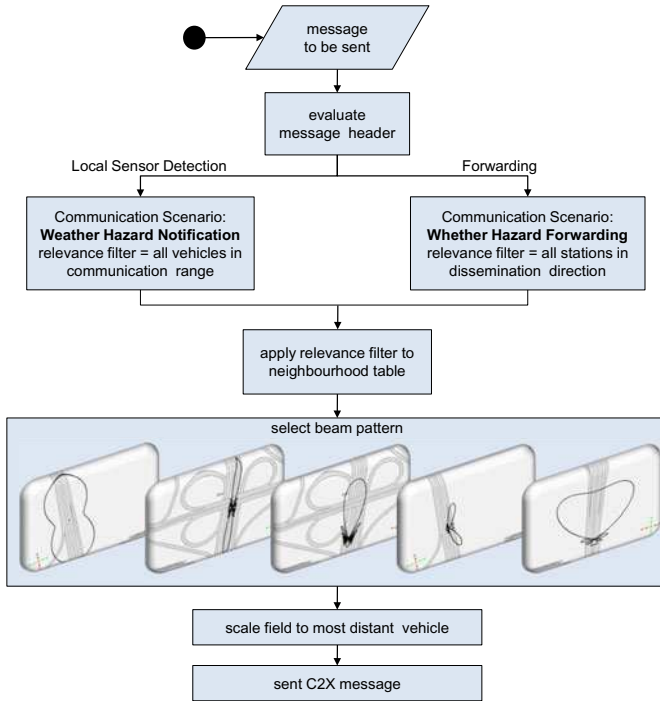 message
to be sent
evaluate
message header
Local Sensor Detection
Forwarding
Communication Scenario:
Weather Hazard Notification
relevance filter = all vehicles in
communication range
Communication Scenario:
Whether Hazard Forwarding
relevance filter = all stations in
dissemination direction
apply relevance filter to
neighbourhood table
select beam pattern
scale field to most distant vehicle
sent C2X message